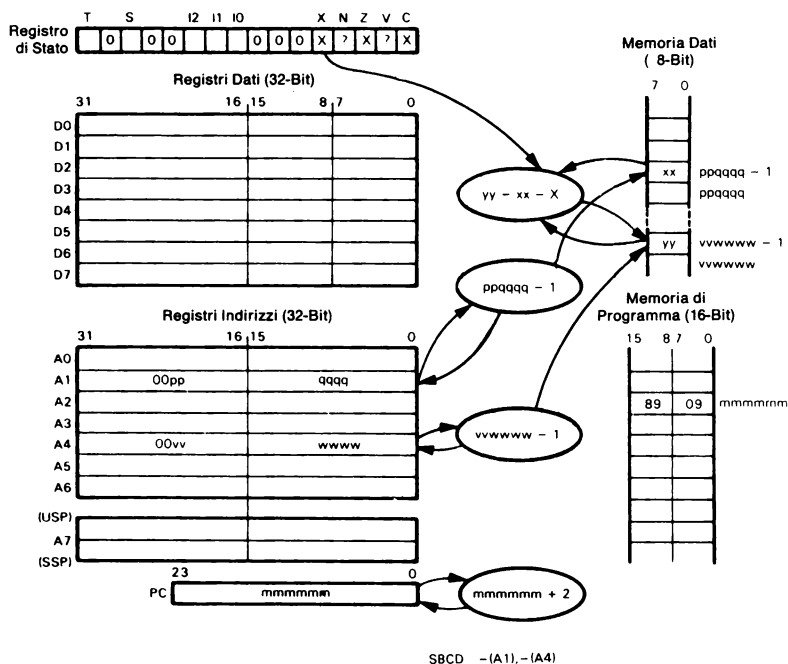 T S I2 I1 I0 X N Z V C
Registro di Stato
0 0 0 0 0 0 X ? X ? X
Registri Dati (32-Bit)
31 16 15 8 7 0
D0
D1
D2
D3
D4
D5
D6
D7
Registri Indirizzi (32-Bit)
31 16 15 0
A0
A1 00pp qqqq
A2
A3
A4 00vv wwww
A5
A6
(USP)
A7
(SSP)
23 0
PC mmmmmm
yy - xx - X
ppqqqq - 1
vvwwww - 1
mmmmmm + 2
Memoria Dati
( 8-Bit)
7 0
xx ppqqqq - 1
ppqqqq
yy vvwwww - 1
vvwwww
Memoria di
Programma (16-Bit)
15 8 7 0
89 09 mmmmmm
SBCD -(A1),-(A4)